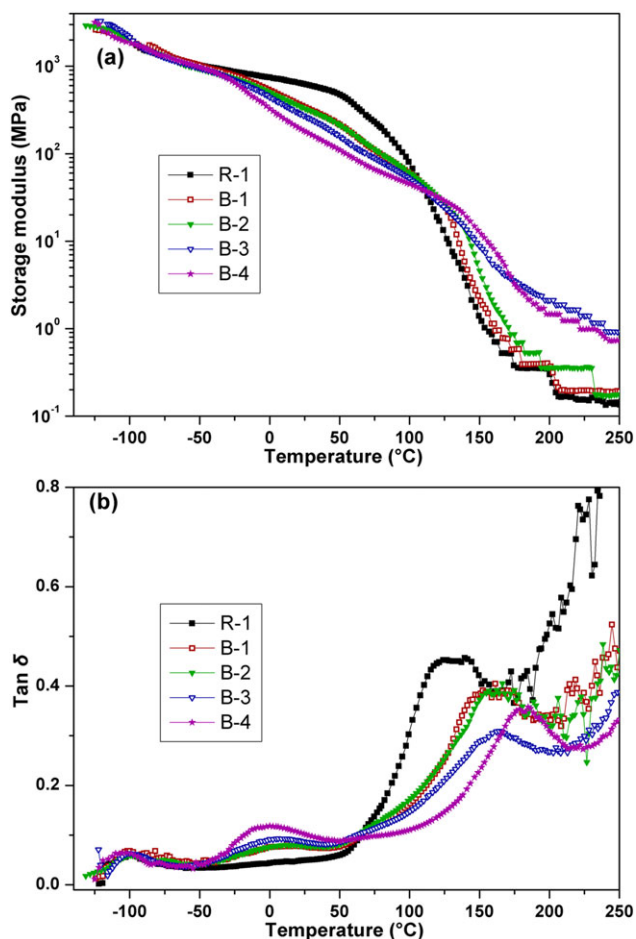 (a)
Storage modulus (MPa)
10³
10²
10¹
10⁰
10⁻¹
R-1
B-1
B-2
B-3
B-4
-100 -50 0 50 100 150 200 250
Temperature (°C)
(b)
Tan δ
0.8
0.6
0.4
0.2
0.0
R-1
B-1
B-2
B-3
B-4
-100 -50 0 50 100 150 200 250
Temperature (°C)